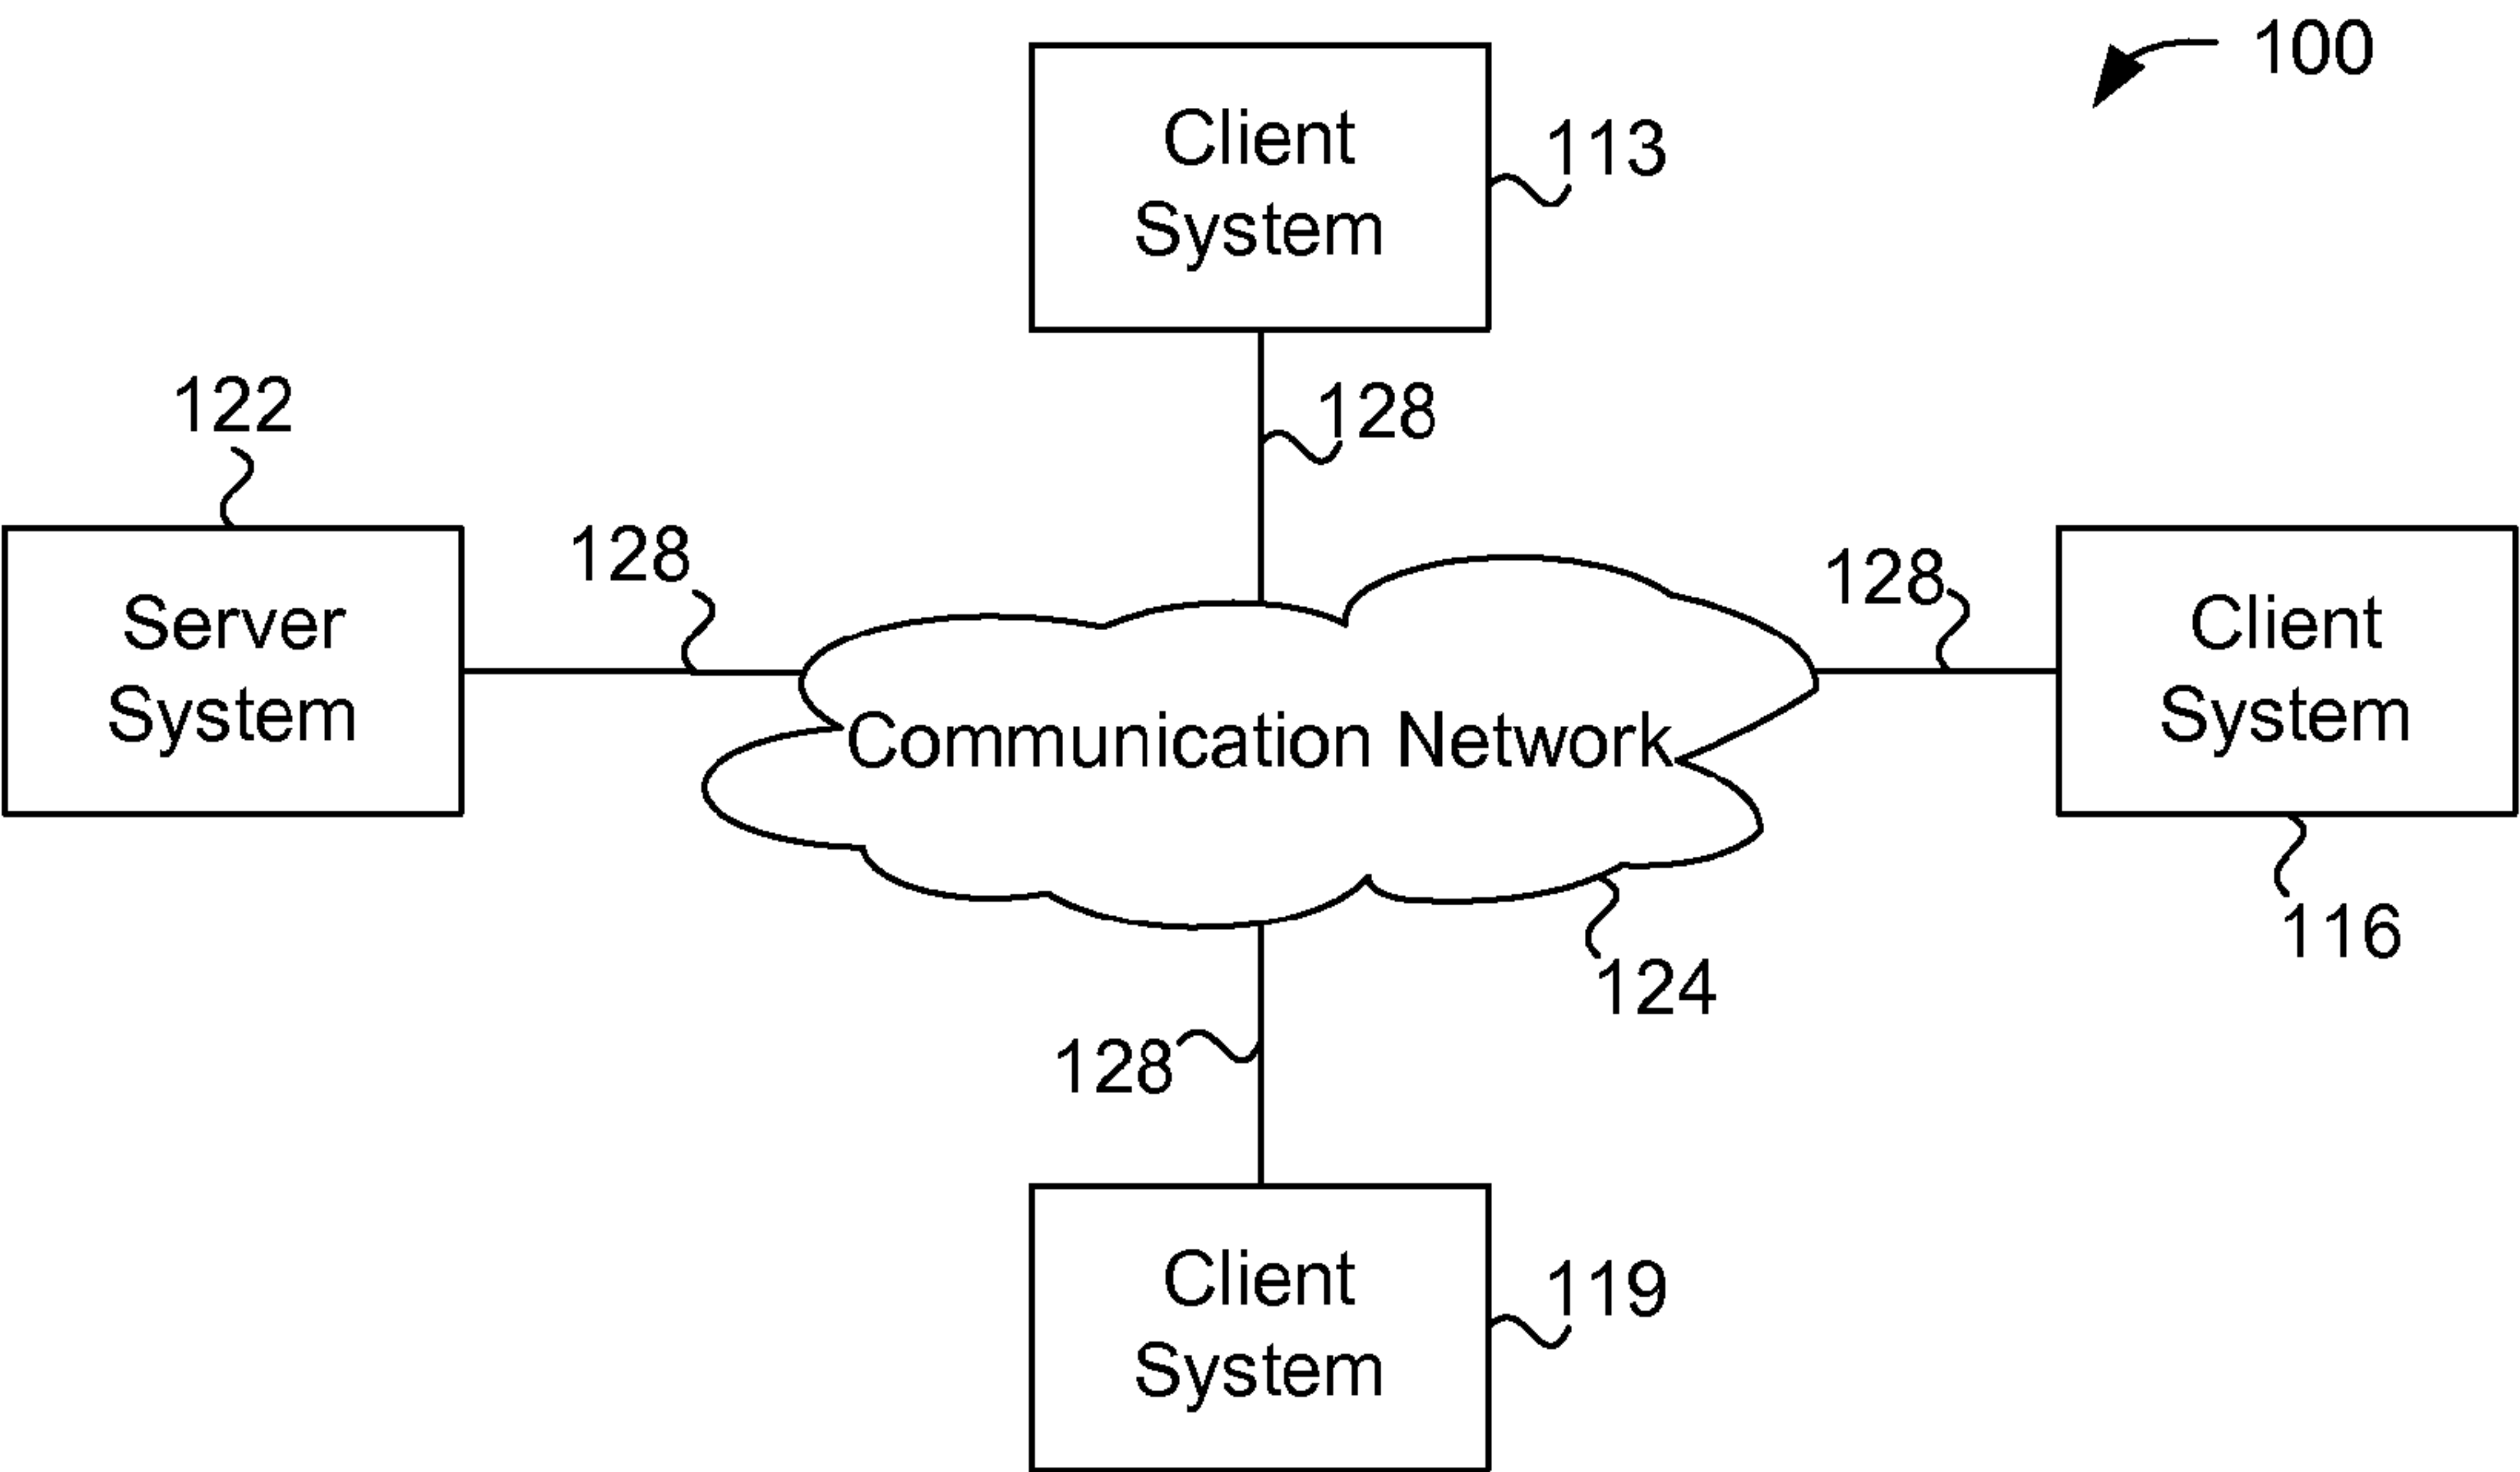 100
Client
System
113
122
128
128
128
Server
System
Client
System
Communication Network
116
124
128
Client
System
119